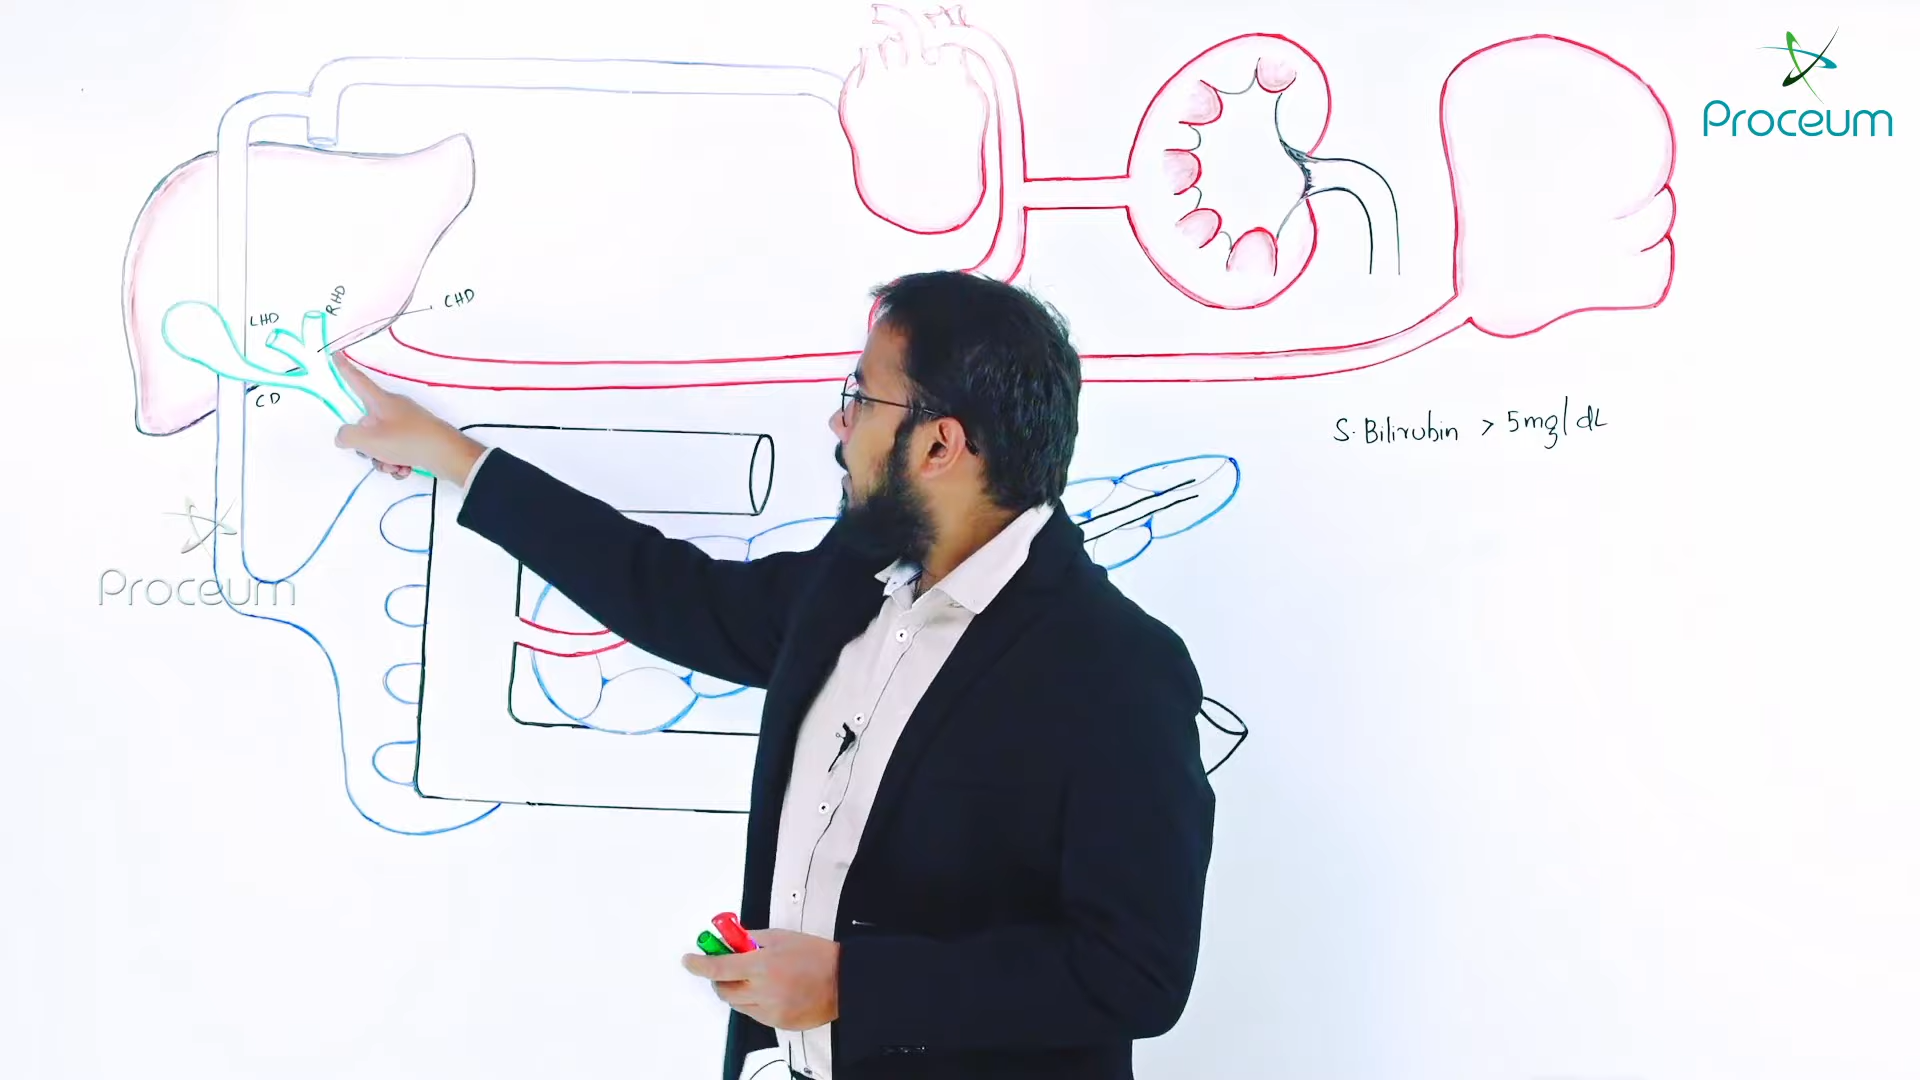 Proceum
RHD
CHD
LHD
CD
S. Bilirubin > 5mg/dL
Proceum